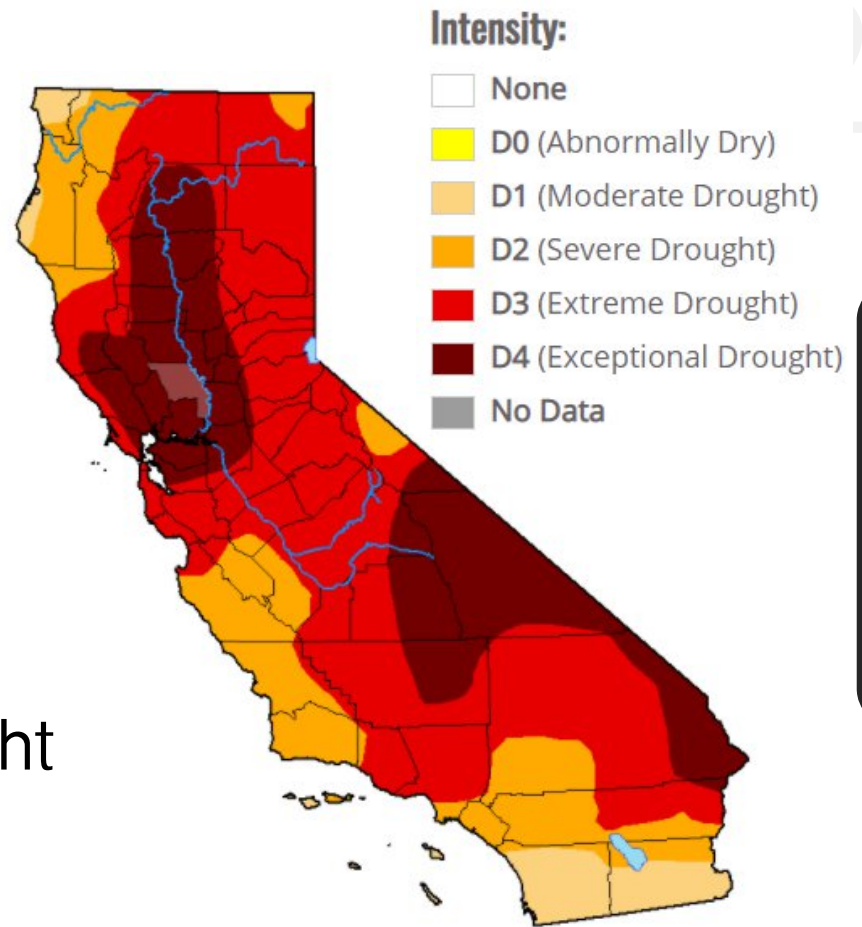 Intensity:
None
D0 (Abnormally Dry)
D1 (Moderate Drought)
D2 (Severe Drought)
D3 (Extreme Drought)
D4 (Exceptional Drought)
No Data
ht